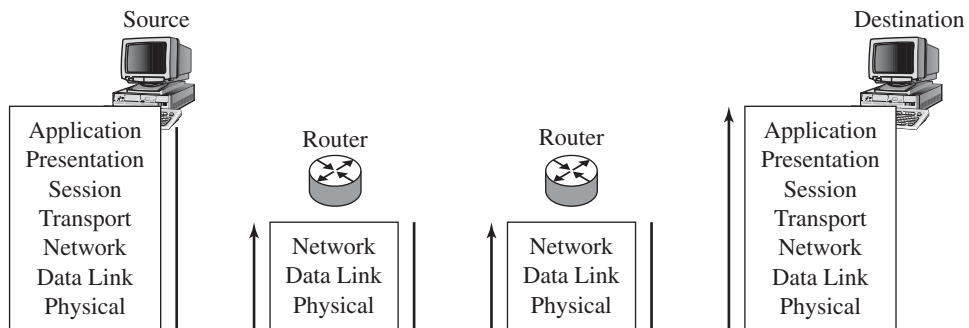 Source
Destination
Application
Presentation
Session
Transport
Network
Data Link
Physical
Router
Network
Data Link
Physical
Router
Network
Data Link
Physical
Application
Presentation
Session
Transport
Network
Data Link
Physical